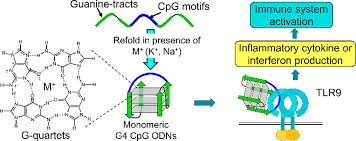 Guanine-tracts
CpG motifs
Refold in presence of
M⁺(K⁺, Na⁺)
M⁺
G-quartets
Monomeric
G4 CpG ODNs
Immune system
activation
Inflammatory cytokine or
interferon production
TLR9